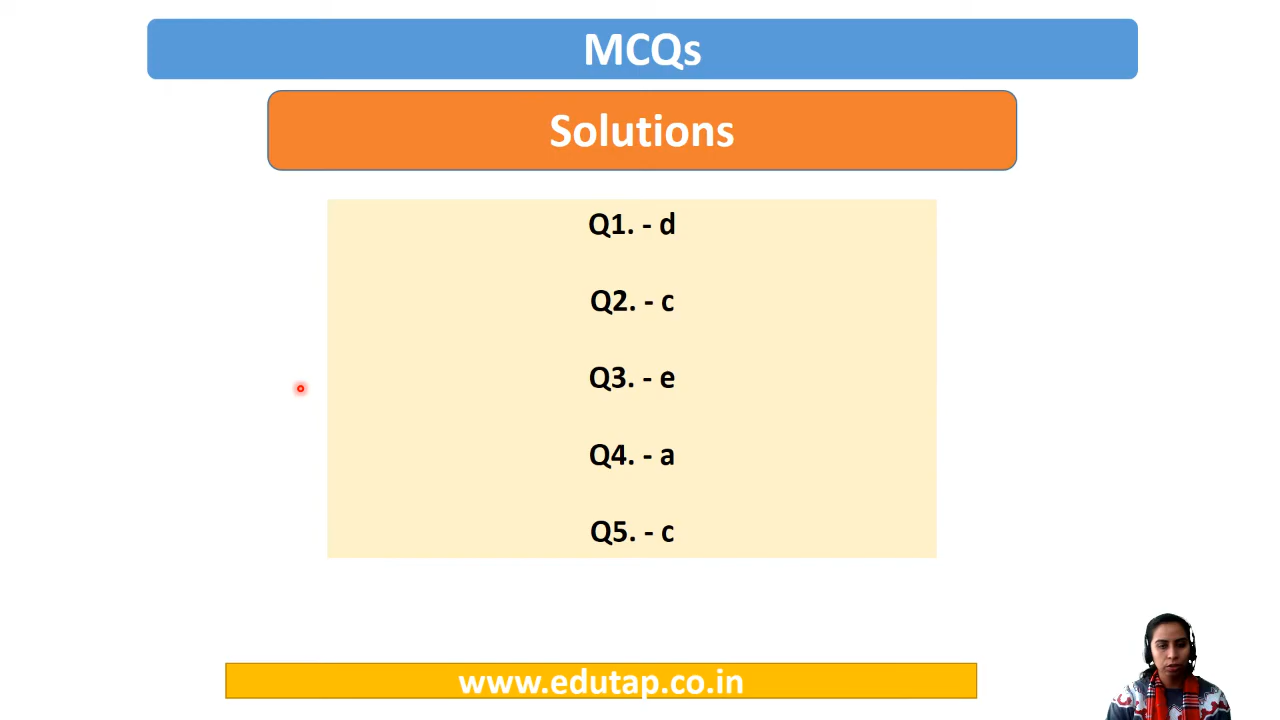 MCQs
Solutions
Q1. - d
Q2. - c
Q3. - e
Q4. - a
Q5. - c
www.edutap.co.in